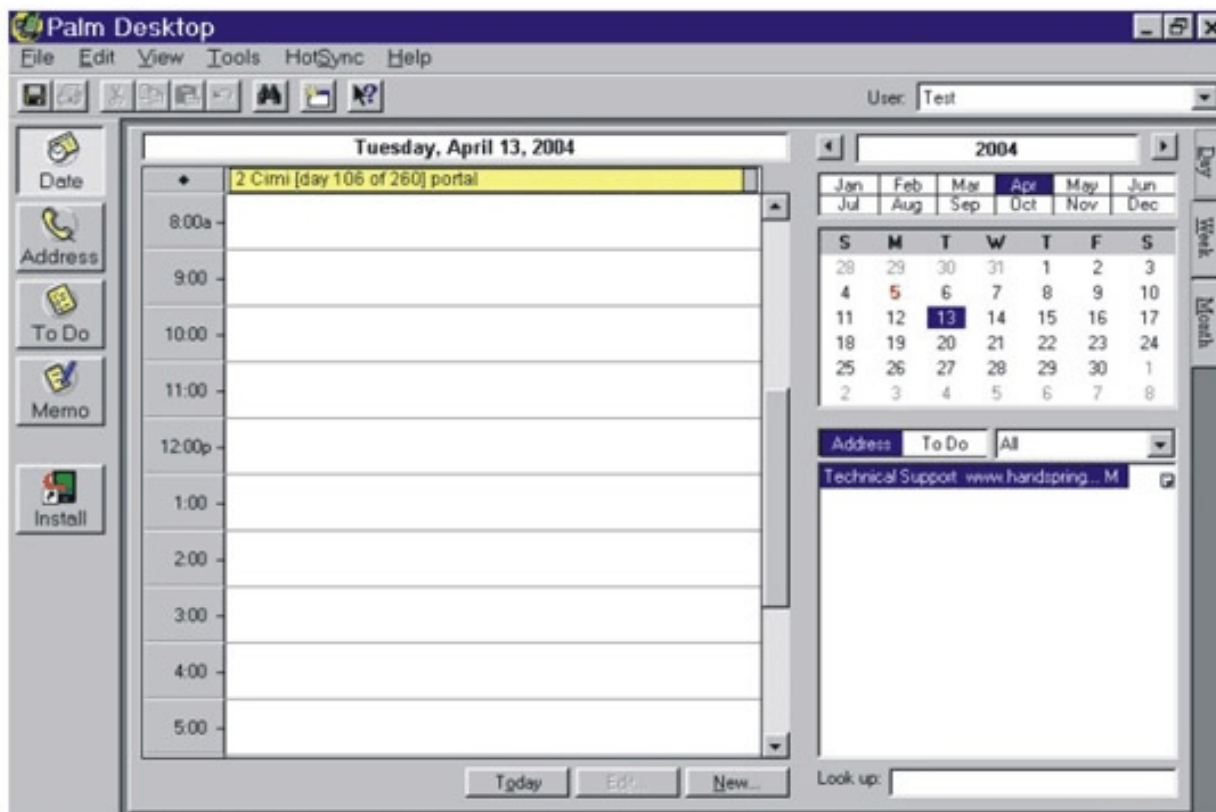 Palm Desktop
File Edit View Tools HotSync Help
User: Test
Date
Address
To Do
Memo
Install
Tuesday, April 13, 2004
2 Cimi [day 106 of 260] portal
8:00a
9:00
10:00
11:00
12:00p
1:00
2:00
3:00
4:00
5:00
Today Edit... New...
2004
Jan Feb Mar Apr May Jun
Jul Aug Sep Oct Nov Dec
S M T W T F S
28 29 30 31 1 2 3
4 5 6 7 8 9 10
11 12 13 14 15 16 17
18 19 20 21 22 23 24
25 26 27 28 29 30 1
2 3 4 5 6 7 8
Address To Do All
Technical Support www.handspring... M
Look up:
Day
Week
Month